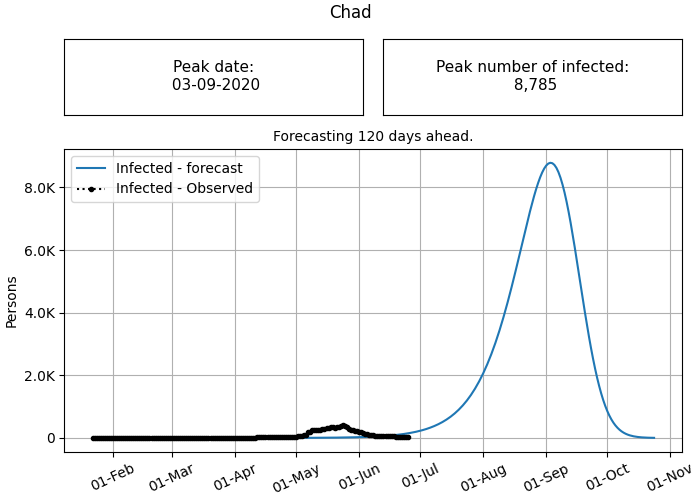 Chad
Peak date:
03-09-2020
Peak number of infected:
8,785
Forecasting 120 days ahead.
Infected - forecast
Infected - Observed
8.0K
6.0K
4.0K
2.0K
0
Persons
01-Feb
01-Mar
01-Apr
01-May
01-Jun
01-Jul
01-Aug
01-Sep
01-Oct
01-Nov